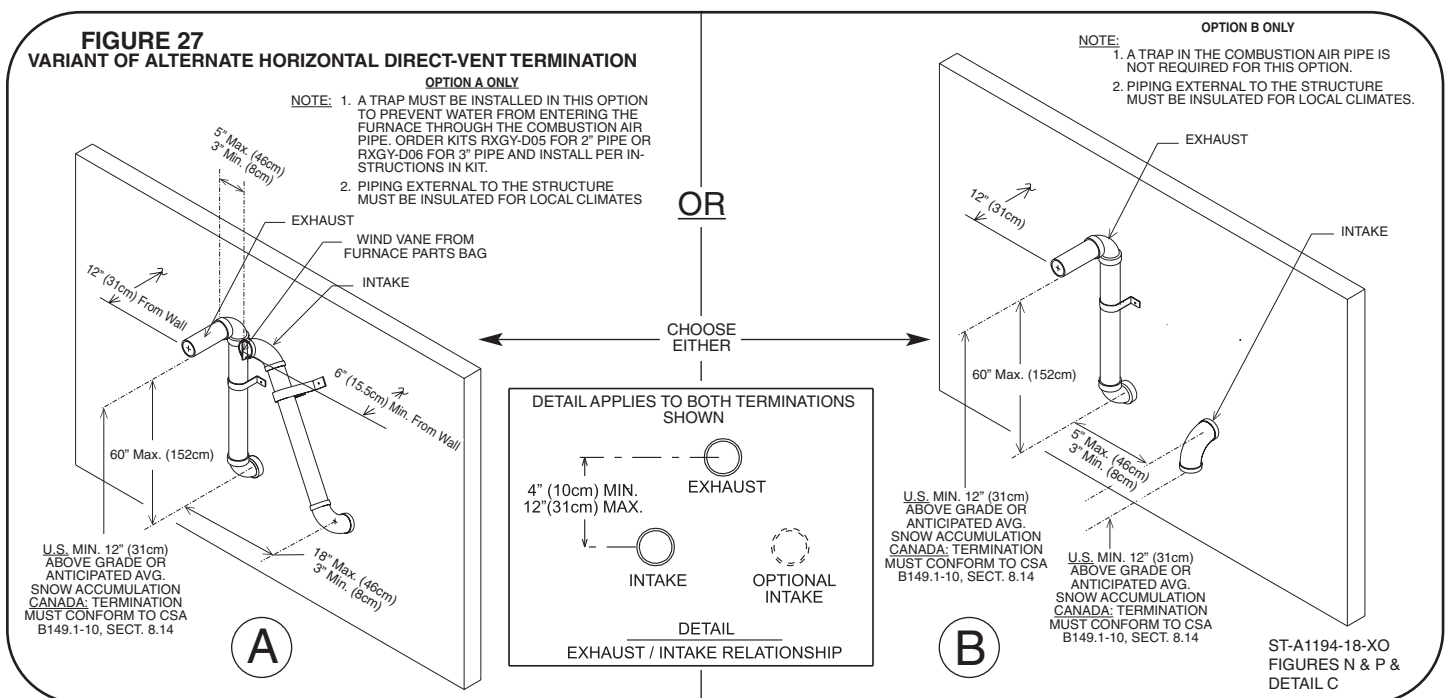 FIGURE 27
VARIANT OF ALTERNATE HORIZONTAL DIRECT-VENT TERMINATION
OPTION A ONLY
NOTE: 1. A TRAP MUST BE INSTALLED IN THIS OPTION
TO PREVENT WATER FROM ENTERING THE
FURNACE THROUGH THE COMBUSTION AIR
PIPE. ORDER KITS RXGY-D05 FOR 2" PIPE OR
RXGY-D06 FOR 3" PIPE AND INSTALL PER IN-
STRUCTIONS IN KIT.
2. PIPING EXTERNAL TO THE STRUCTURE
MUST BE INSULATED FOR LOCAL CLIMATES
5" Max. (46cm)
3" Min. (8cm)
EXHAUST
WIND VANE FROM
FURNACE PARTS BAG
INTAKE
12" (31cm) From Wall
6" (15.5cm) Min. From Wall
60" Max. (152cm)
18" Max. (46cm)
3" Min. (8cm)
U.S. MIN. 12" (31cm)
ABOVE GRADE OR
ANTICIPATED AVG.
SNOW ACCUMULATION
CANADA: TERMINATION
MUST CONFORM TO CSA
B149.1-10, SECT. 8.14
A
OR
CHOOSE
EITHER
DETAIL APPLIES TO BOTH TERMINATIONS
SHOWN
EXHAUST
4" (10cm) MIN.
12"(31cm) MAX.
INTAKE
OPTIONAL
INTAKE
DETAIL
EXHAUST / INTAKE RELATIONSHIP
OPTION B ONLY
NOTE:
1. A TRAP IN THE COMBUSTION AIR PIPE IS
NOT REQUIRED FOR THIS OPTION.
2. PIPING EXTERNAL TO THE STRUCTURE
MUST BE INSULATED FOR LOCAL CLIMATES.
EXHAUST
12" (31cm)
INTAKE
60" Max. (152cm)
5" Max. (46cm)
3" Min. (8cm)
U.S. MIN. 12" (31cm)
ABOVE GRADE OR
ANTICIPATED AVG.
SNOW ACCUMULATION
CANADA: TERMINATION
MUST CONFORM TO CSA
B149.1-10, SECT. 8.14
U.S. MIN. 12" (31cm)
ABOVE GRADE OR
ANTICIPATED AVG.
SNOW ACCUMULATION
CANADA: TERMINATION
MUST CONFORM TO CSA
B149.1-10, SECT. 8.14
B
ST-A1194-18-XO
FIGURES N & P &
DETAIL C